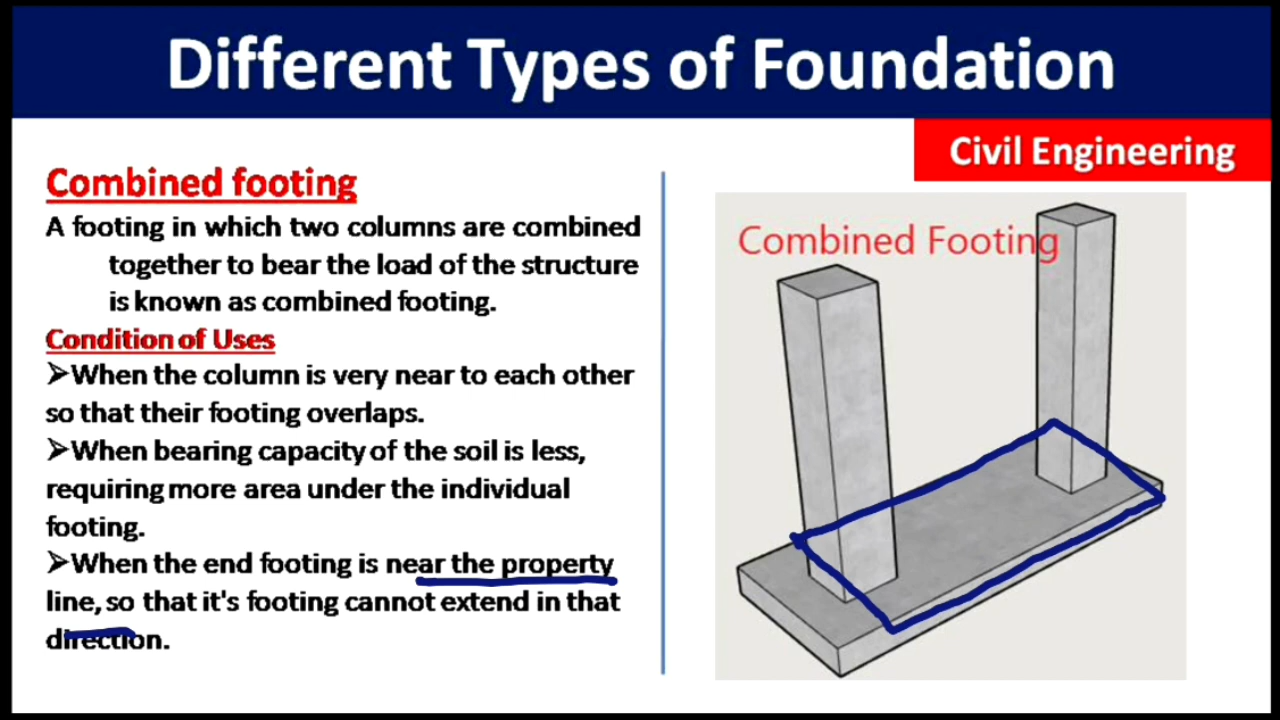 Different Types of Foundation
Civil Engineering
Combined footing
A footing in which two columns are combined
together to bear the load of the structure
is known as combined footing.
Condition of Uses
➢When the column is very near to each other
so that their footing overlaps.
➢When bearing capacity of the soil is less,
requiring more area under the individual
footing.
➢When the end footing is near the property
line, so that it's footing cannot extend in that
direction.
Combined Footing